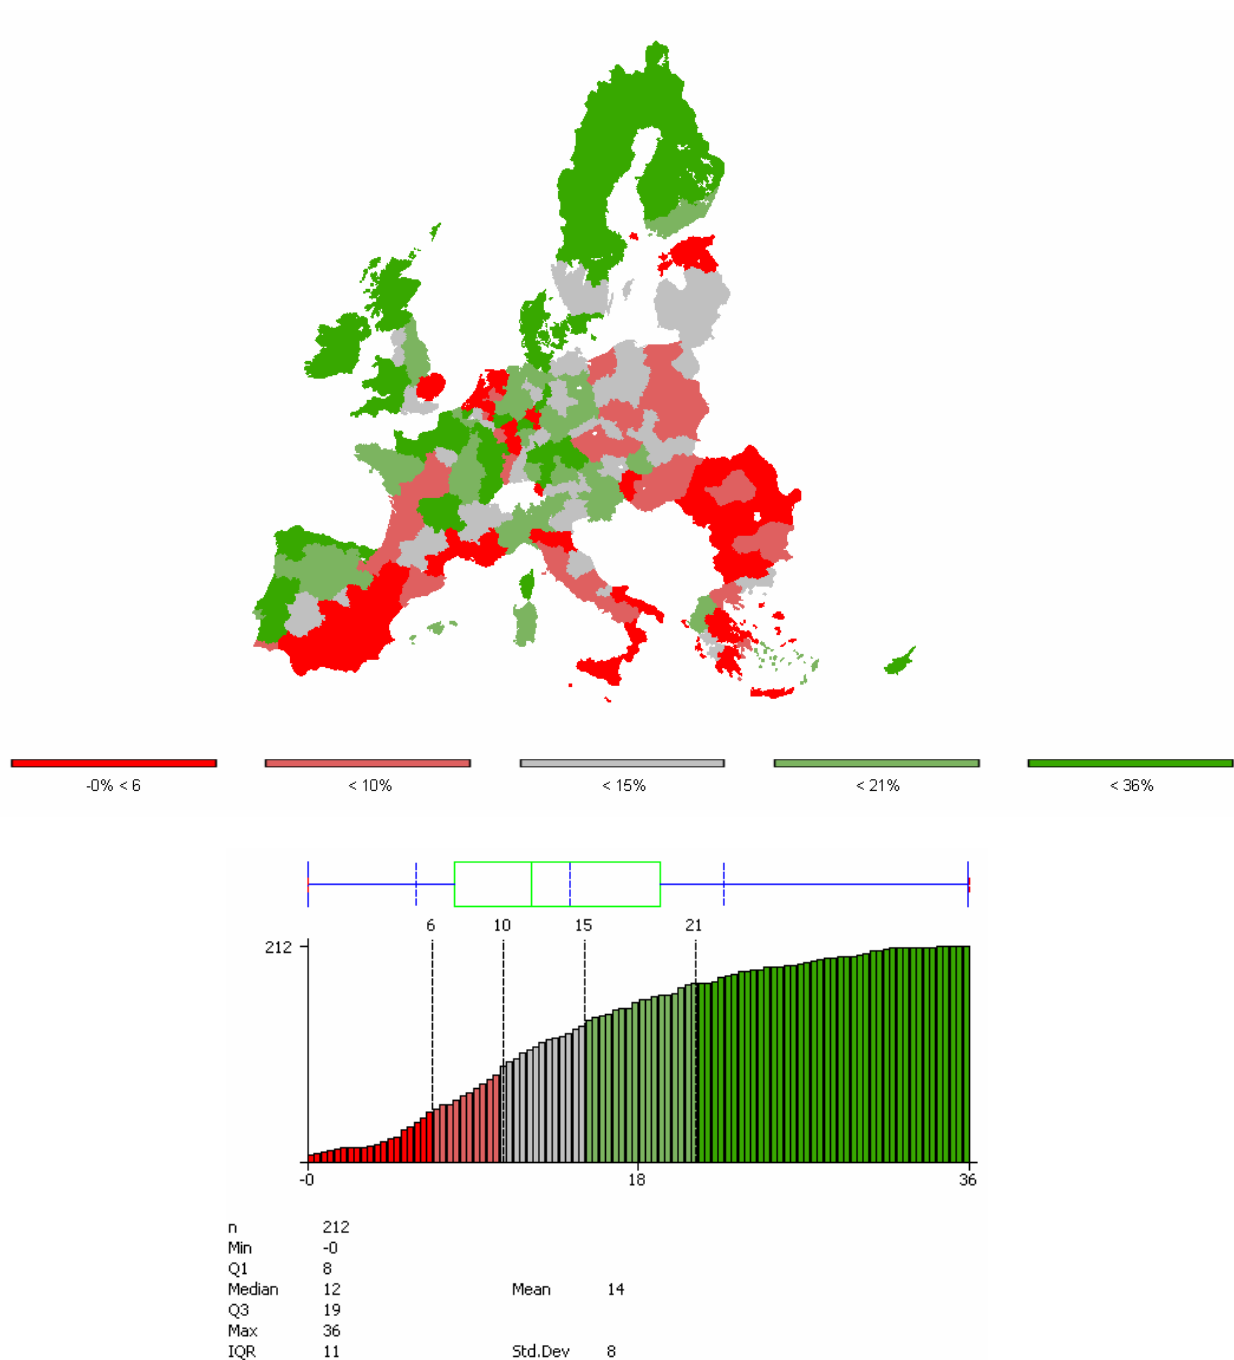 -0% < 6 < 10% < 15% < 21% < 36%
6 10 15 21
212
-0 18 36
n 212
Min -0
Q1 8
Median 12 Mean 14
Q3 19
Max 36
IQR 11 Std.Dev 8